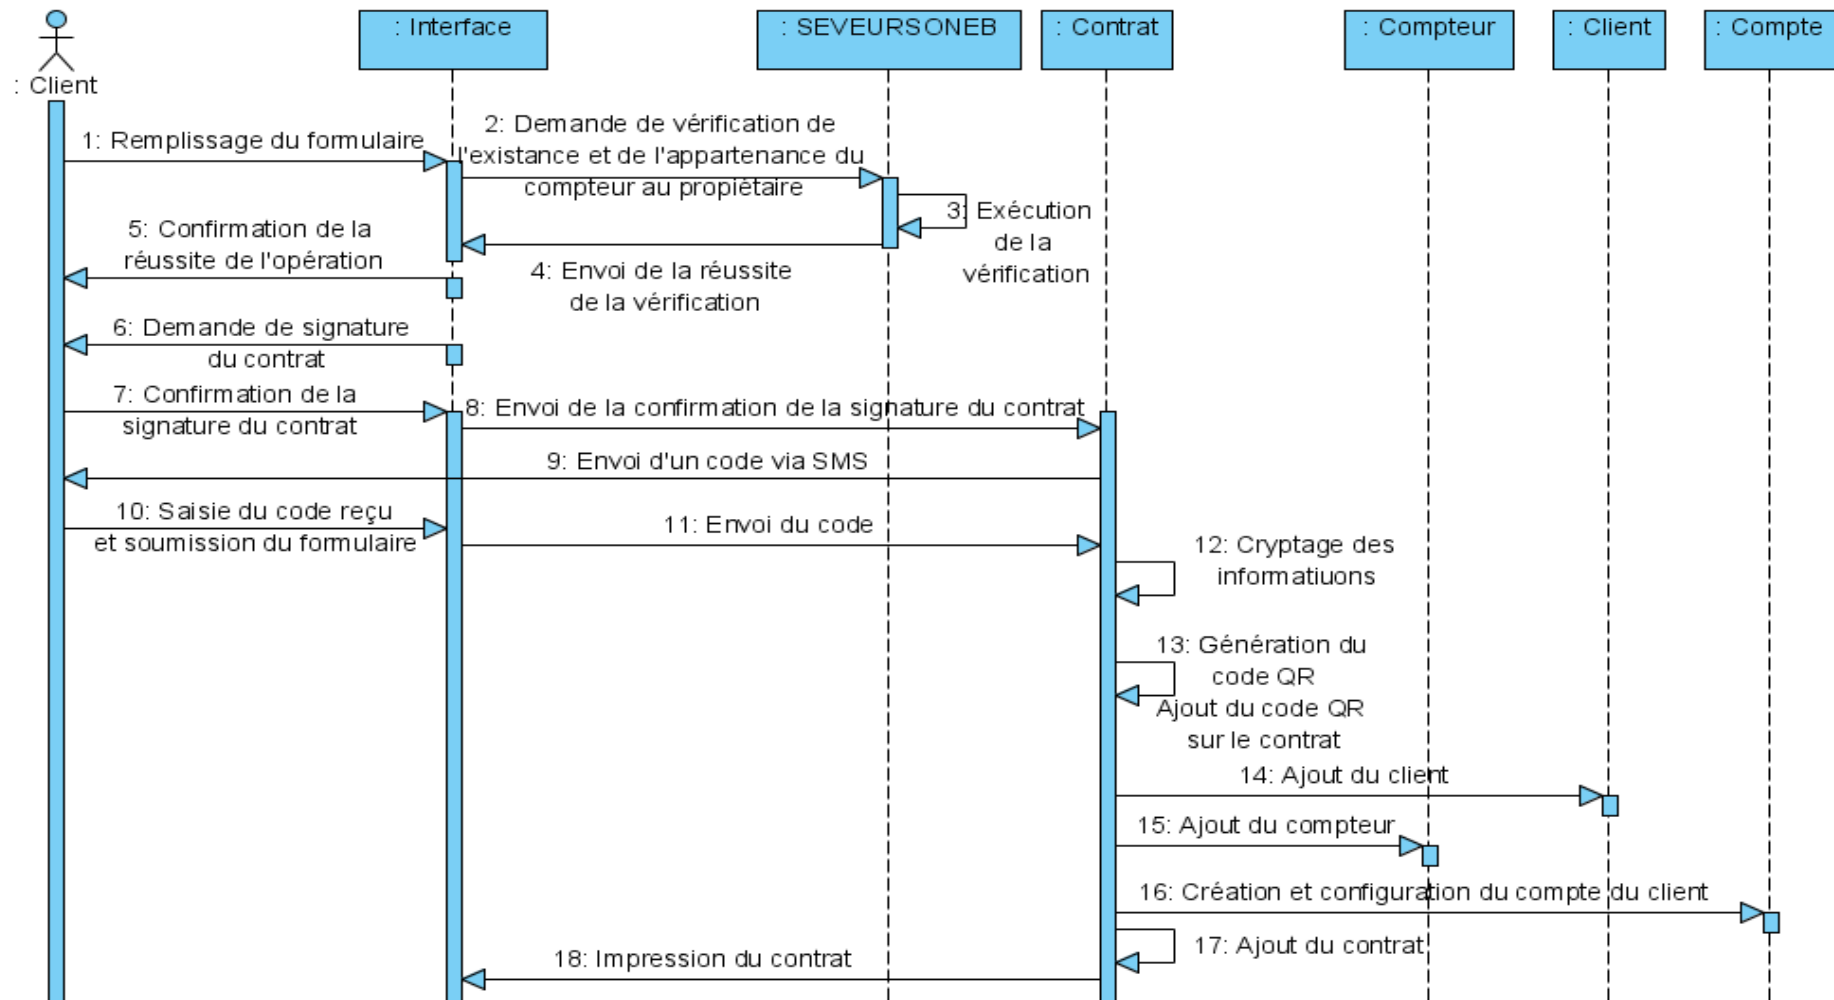 : Client
: Interface
: SEVEURSONEB
: Contrat
: Compteur
: Client
: Compte
1: Remplissage du formulaire
2: Demande de vérification de
l'existance et de l'appartenance du
compteur au propiétaire
3: Exécution
de la
vérification
4: Envoi de la réussite
de la vérification
5: Confirmation de la
réussite de l'opération
6: Demande de signature
du contrat
7: Confirmation de la
signature du contrat
8: Envoi de la confirmation de la signature du contrat
9: Envoi d'un code via SMS
10: Saisie du code reçu
et soumission du formulaire
11: Envoi du code
12: Cryptage des
informatiuons
13: Génération du
code QR
Ajout du code QR
sur le contrat
14: Ajout du client
15: Ajout du compteur
16: Création et configuration du compte du client
17: Ajout du contrat
18: Impression du contrat